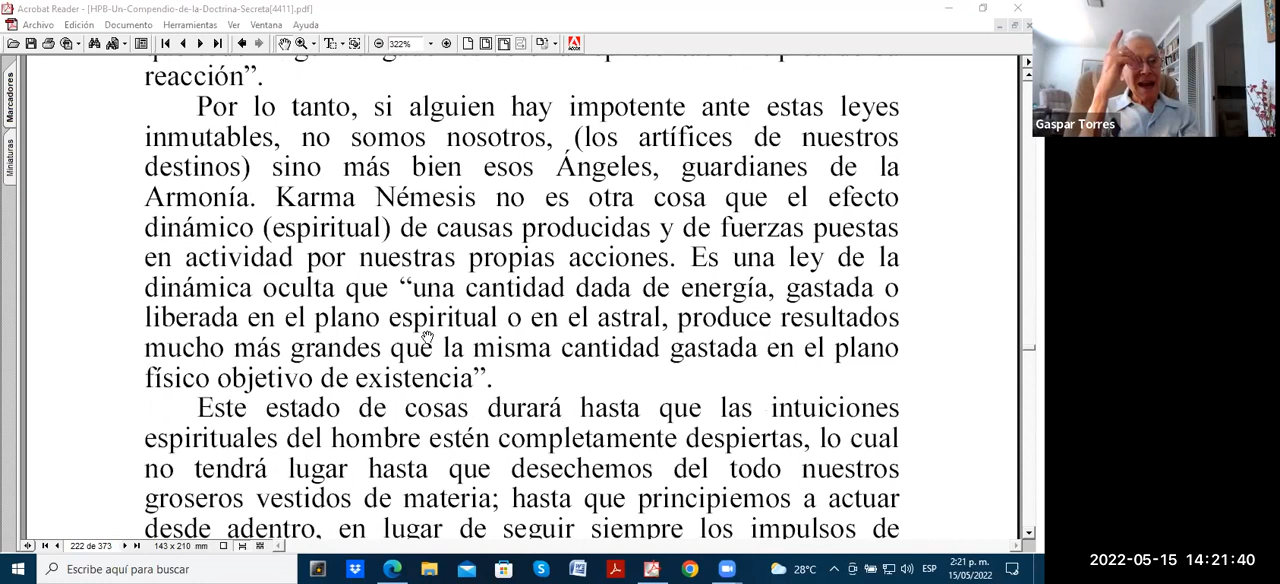 Acrobat Reader - [HPB-Un-Compendio-de-la-Doctrina-Secreta[4411].pdf]
Archivo Edición Documento Herramientas Ver Ventana Ayuda
322%
Marcadores
Miniaturas
reacción”.
Por lo tanto, si alguien hay impotente ante estas leyes
inmutables, no somos nosotros, (los artífices de nuestros
destinos) sino más bien esos Ángeles, guardianes de la
Armonía. Karma Némesis no es otra cosa que el efecto
dinámico (espiritual) de causas producidas y de fuerzas puestas
en actividad por nuestras propias acciones. Es una ley de la
dinámica oculta que “una cantidad dada de energía, gastada o
liberada en el plano espiritual o en el astral, produce resultados
mucho más grandes que la misma cantidad gastada en el plano
físico objetivo de existencia”.
Este estado de cosas durará hasta que las intuiciones
espirituales del hombre estén completamente despiertas, lo cual
no tendrá lugar hasta que desechemos del todo nuestros
groseros vestidos de materia; hasta que principiemos a actuar
desde adentro, en lugar de seguir siempre los impulsos de
222 de 373
143 x 210 mm
Gaspar Torres
Escribe aquí para buscar
28°C
ESP
2:21 p. m.
15/05/2022
2022-05-15 14:21:40